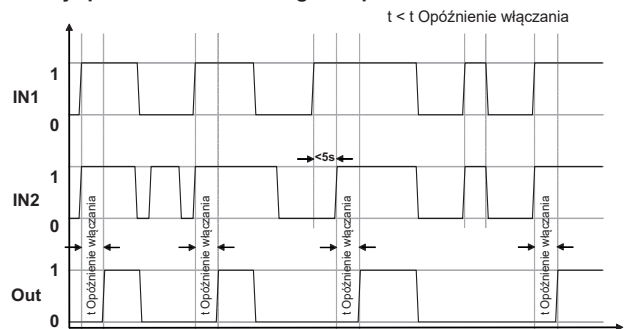 t < t Opóźnienie włączania
1
IN1
0
<5s
1
IN2
0
t Opóźnienie włączania
t Opóźnienie włączania
t Opóźnienie włączania
t Opóźnienie włączania
1
Out
0